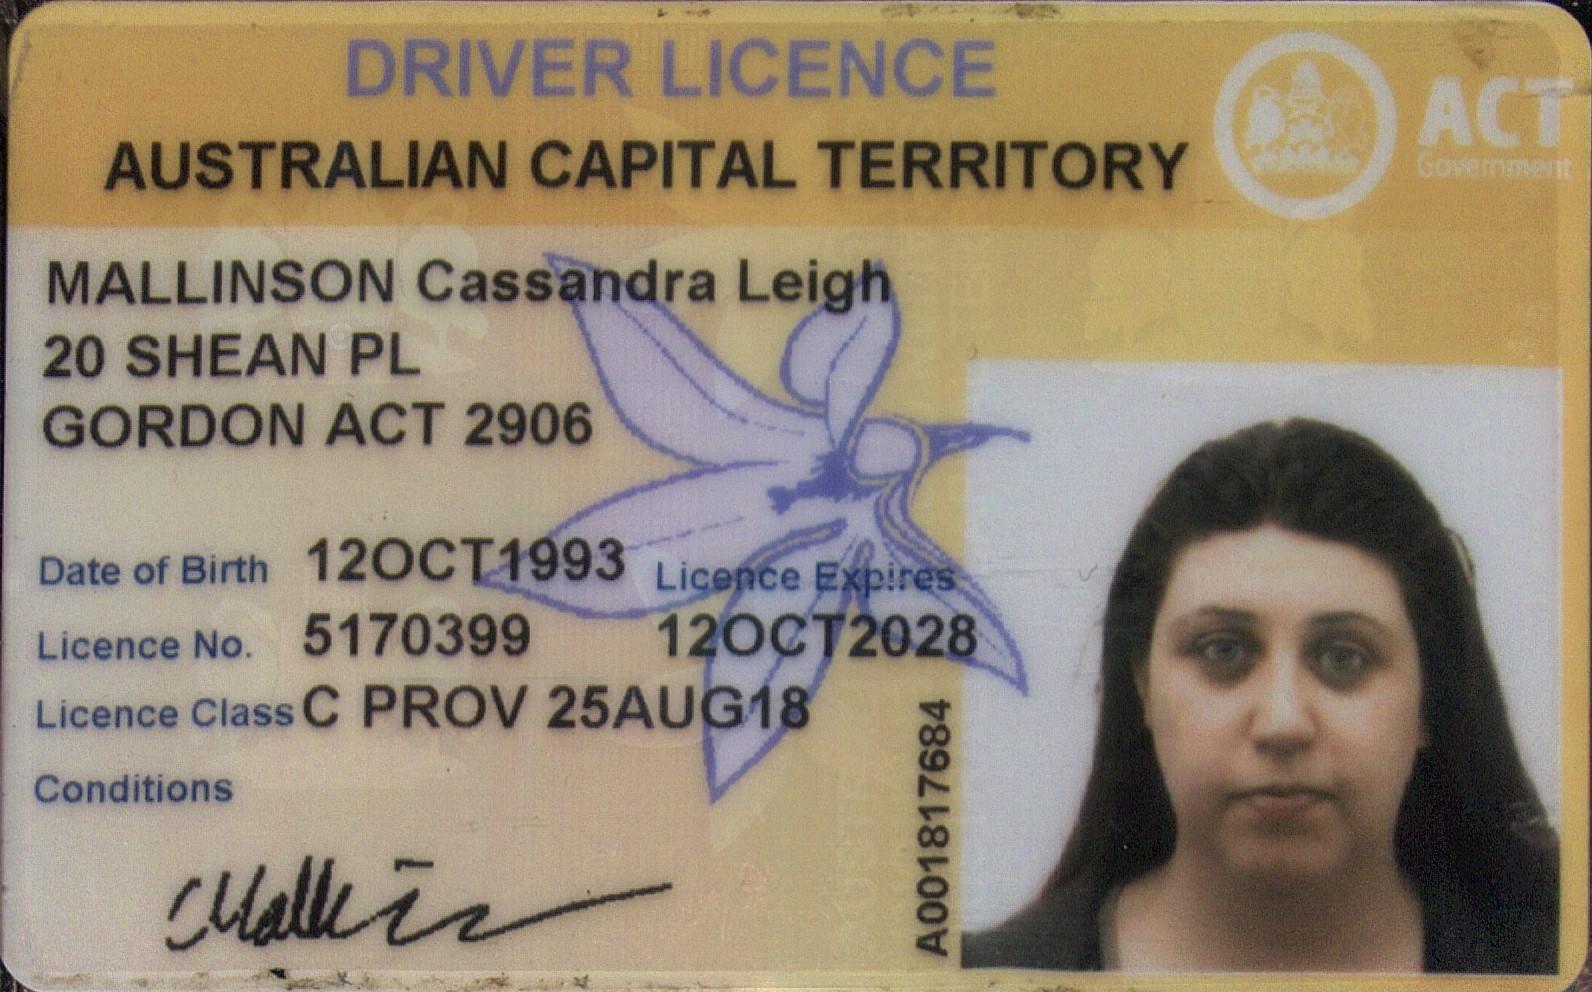 DRIVER LICENCE
AUSTRALIAN CAPITAL TERRITORY
ACT
Government
MALLINSON Cassandra Leigh
20 SHEAN PL
GORDON ACT 2906
Date of Birth 12OCT1993
Licence Expires
Licence No. 5170399 12OCT2028
Licence Class C PROV 25AUG18
Conditions
A001817684